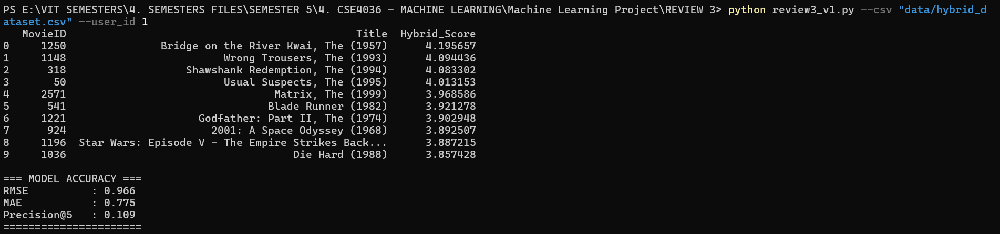 PS E:\VIT SEMESTERS\4. SEMESTERS FILES\SEMESTER 5\4. CSE4036 - MACHINE LEARNING\Machine Learning Project\REVIEW 3> python review3_v1.py --csv "data/hybrid_d
ataset.csv" --user_id 1
   MovieID                                              Title  Hybrid_Score
0     1250               Bridge on the River Kwai, The (1957)      4.195657
1     1148                         Wrong Trousers, The (1993)      4.094436
2      318                   Shawshank Redemption, The (1994)      4.083302
3       50                         Usual Suspects, The (1995)      4.013153
4     2571                                 Matrix, The (1999)      3.968586
5      541                                Blade Runner (1982)      3.921278
6     1221                     Godfather: Part II, The (1974)      3.902948
7      924                       2001: A Space Odyssey (1968)      3.892507
8     1196  Star Wars: Episode V - The Empire Strikes Back...      3.887215
9     1036                                    Die Hard (1988)      3.857428

=== MODEL ACCURACY ===
RMSE          : 0.966
MAE           : 0.775
Precision@5   : 0.109
======================